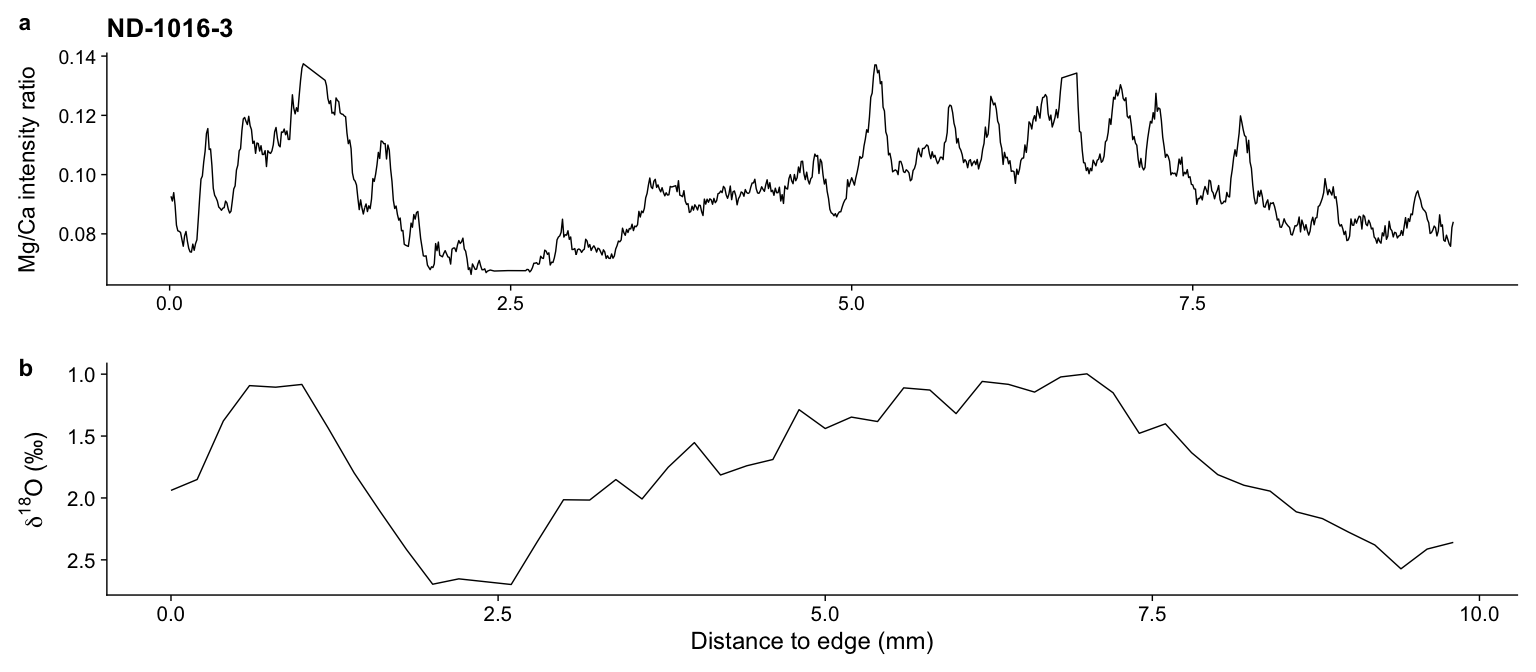 a
ND-1016-3
Mg/Ca intensity ratio
0.14
0.12
0.10
0.08
0.0 2.5 5.0 7.5
b
δ¹⁸O (‰)
1.0
1.5
2.0
2.5
0.0 2.5 5.0 7.5 10.0
Distance to edge (mm)